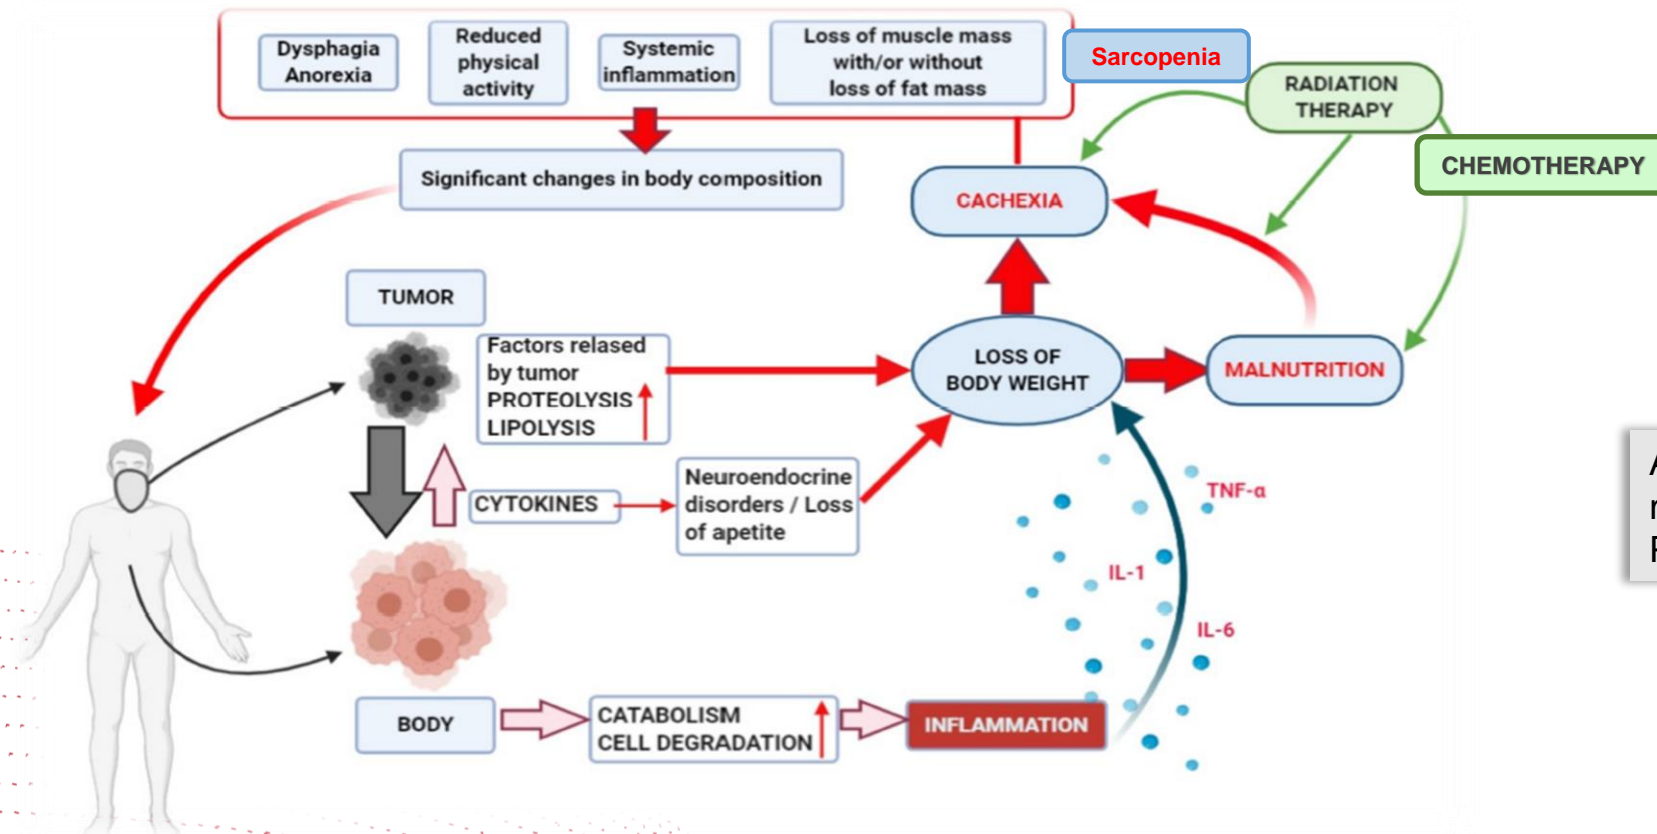 Dysphagia
Anorexia
Reduced
physical
activity
Systemic
inflammation
Loss of muscle mass
with/or without
loss of fat mass
Sarcopenia
RADIATION
THERAPY
CHEMOTHERAPY
Significant changes in body composition
CACHEXIA
TUMOR
Factors relased
by tumor
PROTEOLYSIS
LIPOLYSIS
LOSS OF
BODY WEIGHT
MALNUTRITION
CYTOKINES
Neuroendocrine
disorders / Loss
of apetite
TNF-α
IL-1
IL-6
BODY
CATABOLISM
CELL DEGRADATION
INFLAMMATION